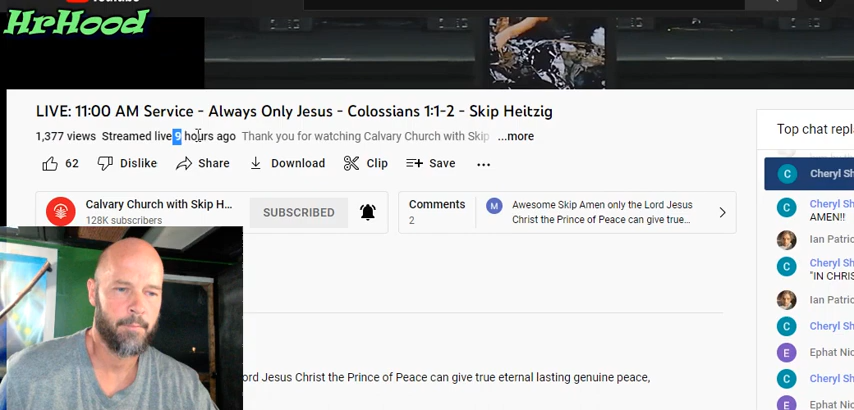 HrHood
LIVE: 11:00 AM Service - Always Only Jesus - Colossians 1:1-2 - Skip Heitzig
1,377 views Streamed live 9 hours ago Thank you for watching Calvary Church with Skip ...more
62 Dislike Share Download Clip Save
Calvary Church with Skip H...
128K subscribers
SUBSCRIBED
Comments
2
M
Awesome Skip Amen only the Lord Jesus
Christ the Prince of Peace can give true...
ord Jesus Christ the Prince of Peace can give true eternal lasting genuine peace,
Top chat repl
C Cheryl Sh
C Cheryl Sh
AMEN!!
Ian Patric
C Cheryl Sh
"IN CHRIS
Ian Patric
C Cheryl Sh
E Ephat Nic
C Cheryl Sh
E Ephat Nic